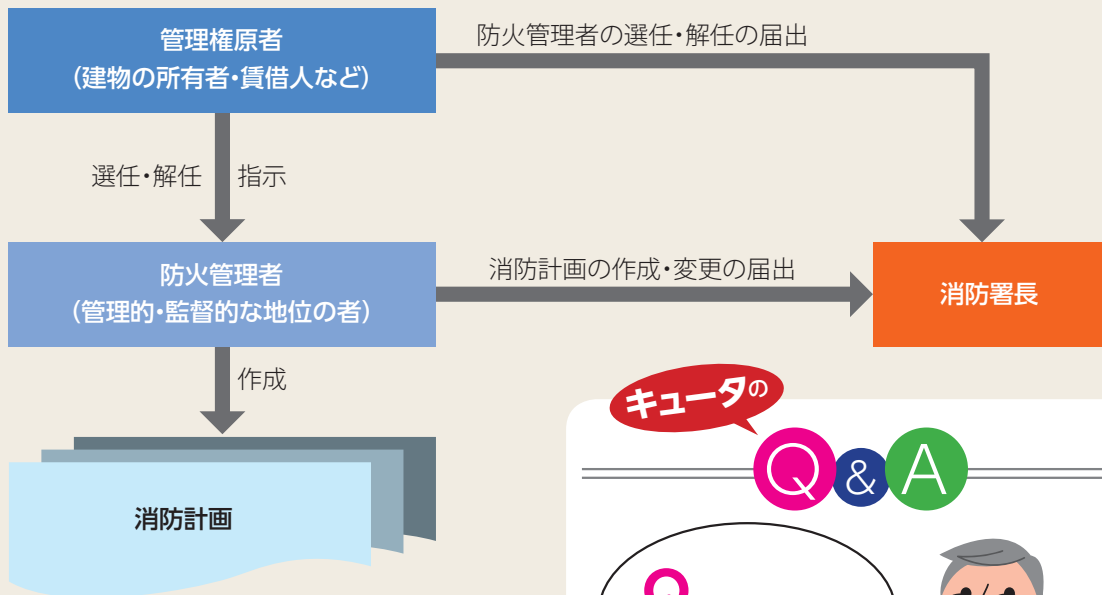 管理権原者
（建物の所有者・賃借人など）
防火管理者の選任・解任の届出
選任・解任
指示
防火管理者
（管理的・監督的な地位の者）
消防計画の作成・変更の届出
消防署長
作成
消防計画
キュータの
Q&A